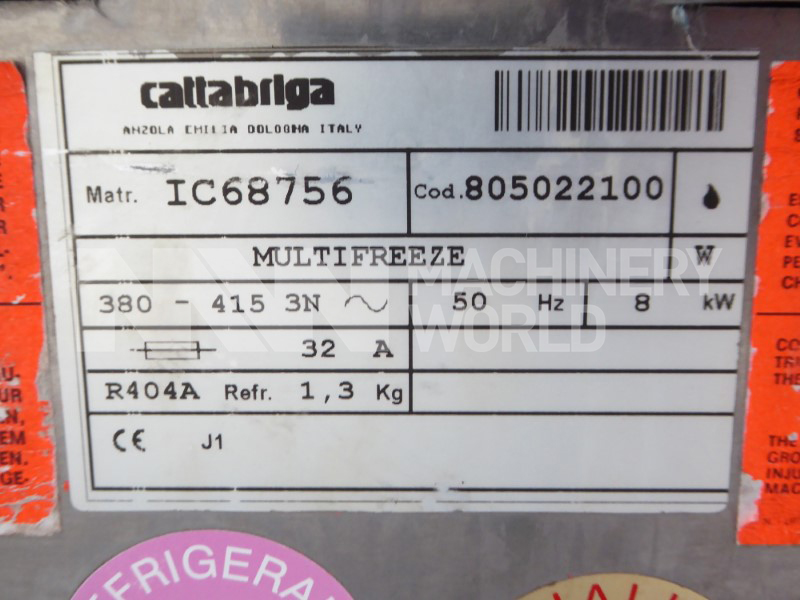 cattabriga
ANZOLA EMILIA BOLOGNA ITALY
Matr. IC68756 Cod. 805022100
MULTIFREEZE W
380 - 415 3N 50 Hz 8 kW
32 A
R404A Refr. 1,3 Kg
CE J1
MACHINERY
WORLD